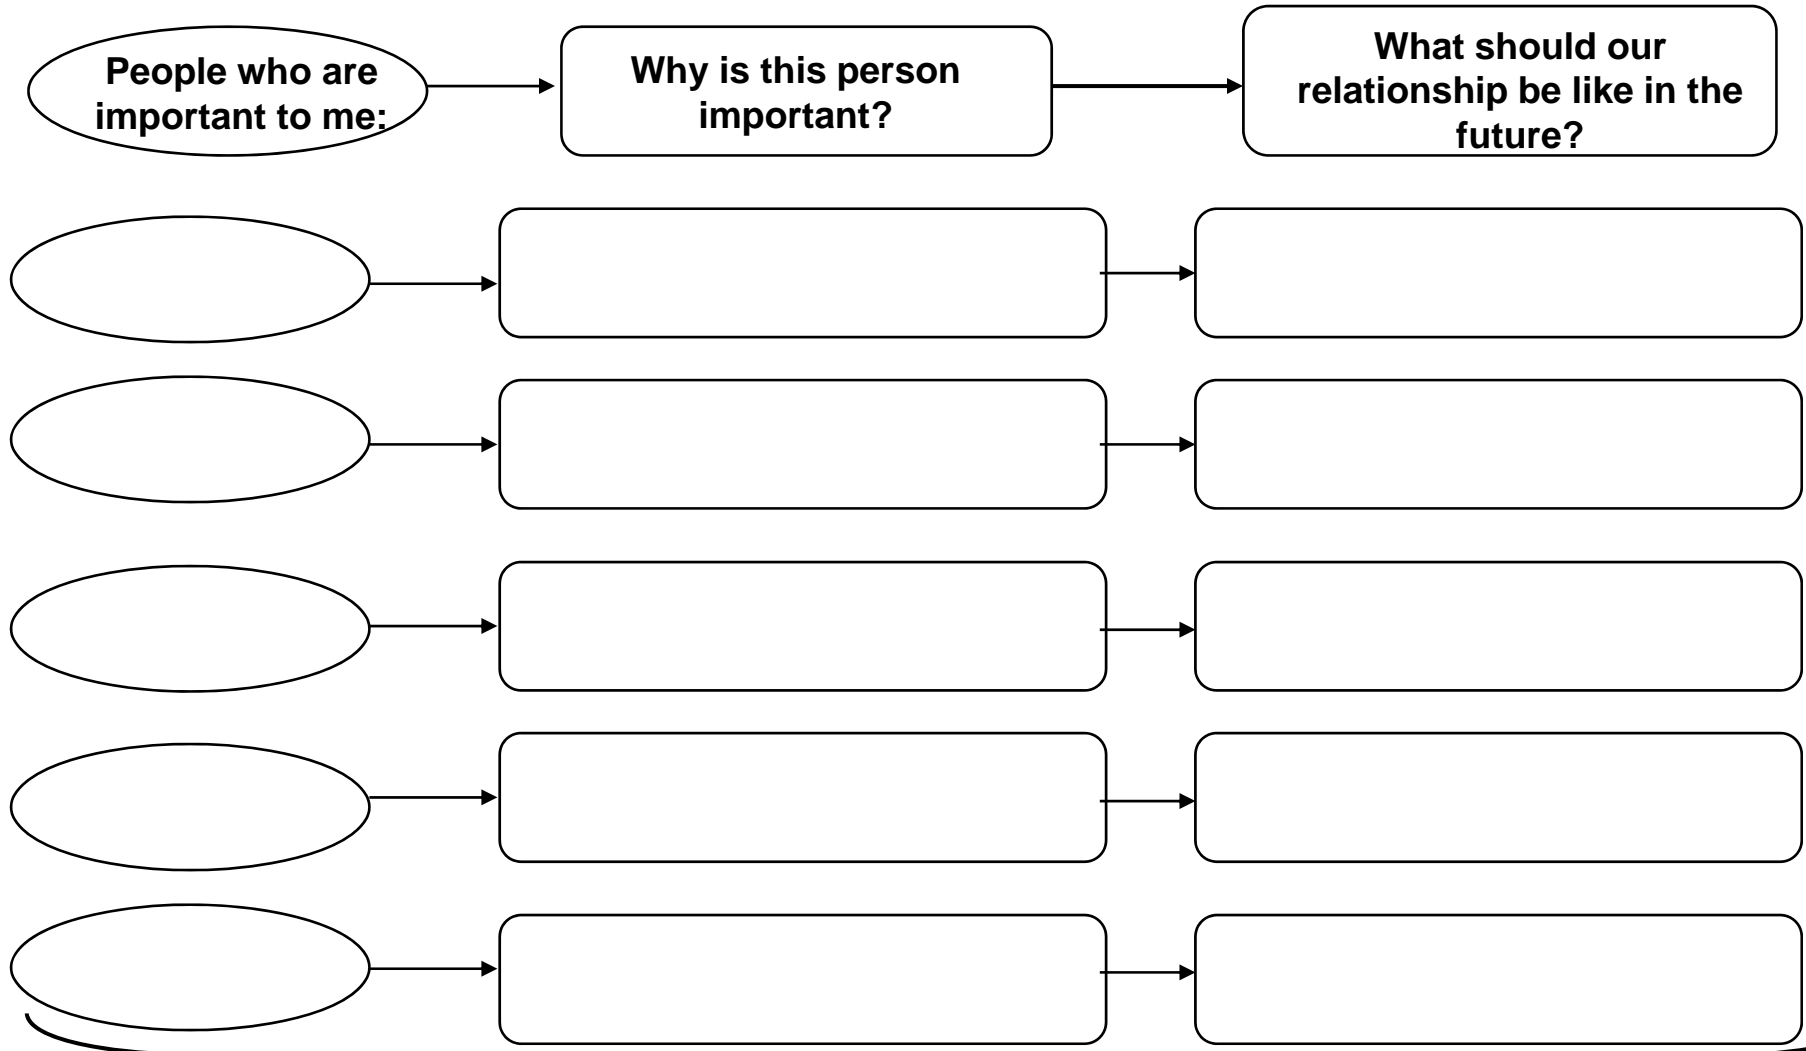 People who are
important to me:
Why is this person
important?
What should our
relationship be like in the
future?